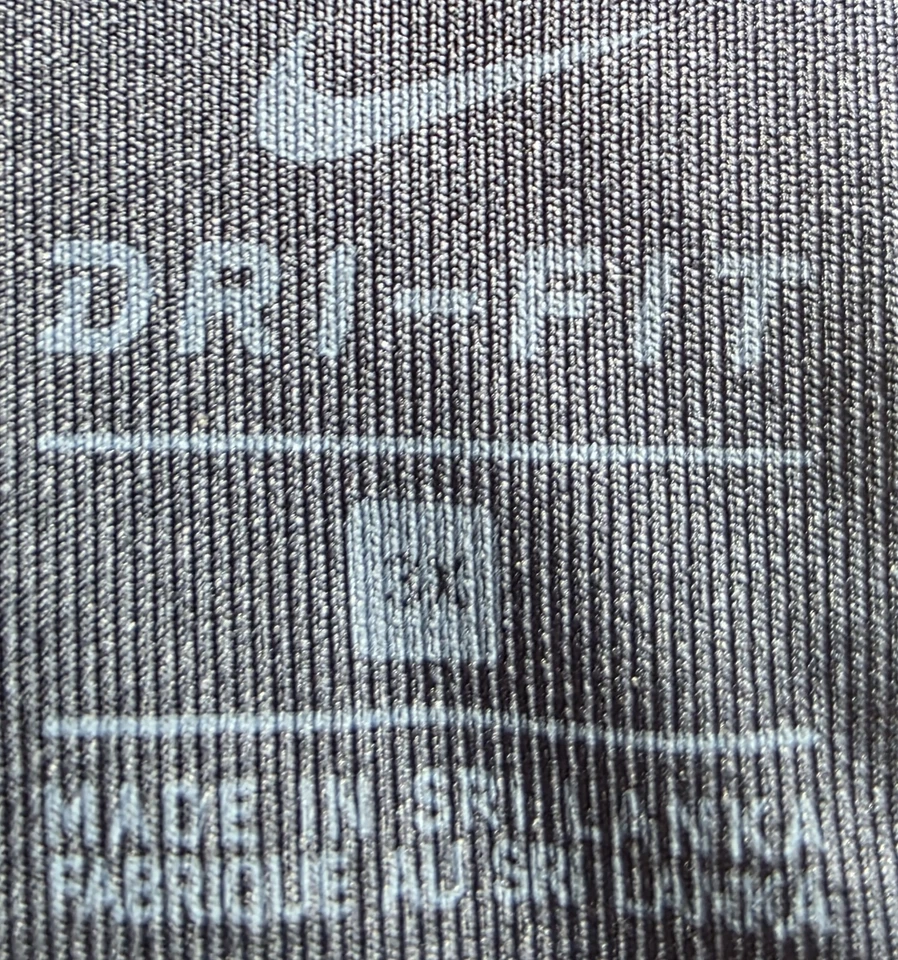 DRI-FIT
MADE IN SRI LANKA
FABRIQUE AU SRI LANKA